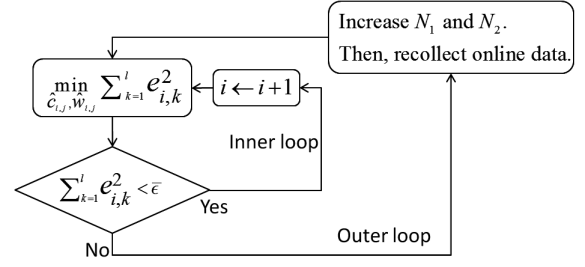 Increase N₁ and N₂.
Then, recollect online data.
min_{ĉ_{i,j}, ŵ_{i,j}} ∑_{k=1}^{l} e²_{i,k}
i ← i+1
Inner loop
∑_{k=1}^{l} e²_{i,k} < ε̄
Yes
No
Outer loop